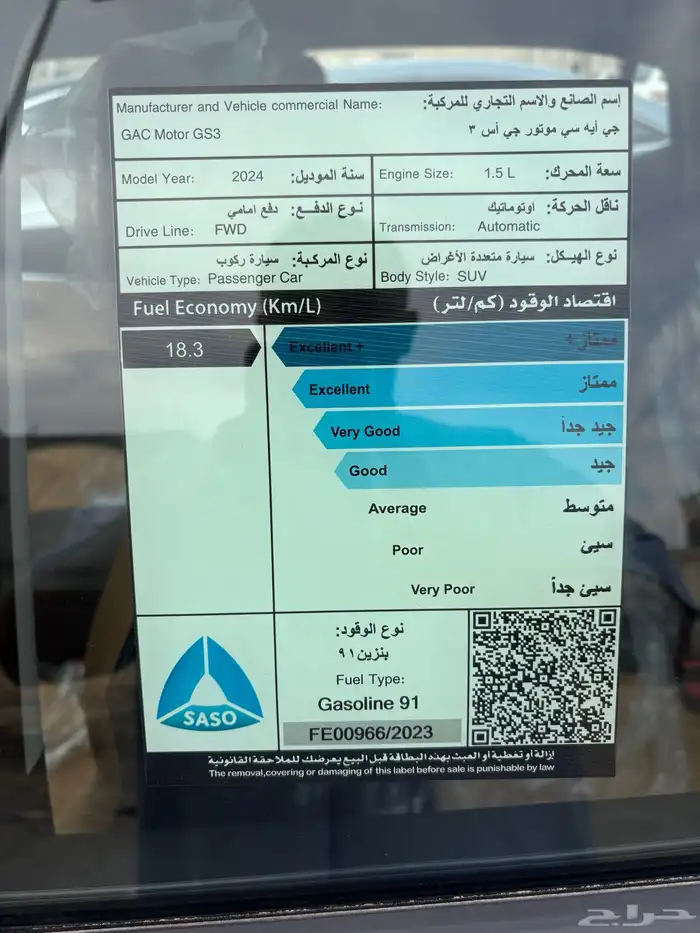 Manufacturer and Vehicle commercial Name: إسم الصانع والاسم التجاري للمركبة:
GAC Motor GS3 جي أيه سي موتور جي أس ٣
Model Year: 2024 سنة الموديل: Engine Size: 1.5 L سعة المحرك:
نوع الدفع: دفع امامي
Drive Line: FWD
ناقل الحركة: اوتوماتيك
Transmission: Automatic
نوع المركبة: سيارة ركوب
Vehicle Type: Passenger Car
نوع الهيكل: سيارة متعددة الأغراض
Body Style: SUV
Fuel Economy (Km/L) اقتصاد الوقود (كم/لتر)
18.3 Excellent + ممتاز+
Excellent ممتاز
Very Good جيد جداً
Good جيد
Average متوسط
Poor سيئ
Very Poor سيئ جداً
SASO
نوع الوقود:
بنزين ٩١
Fuel Type:
Gasoline 91
FE00966/2023
ازالة أو تغطية أو العبث بهذه البطاقة قبل البيع يعرضك للملاحقة القانونية
The removal,covering or damaging of this label before sale is punishable by law
حراج